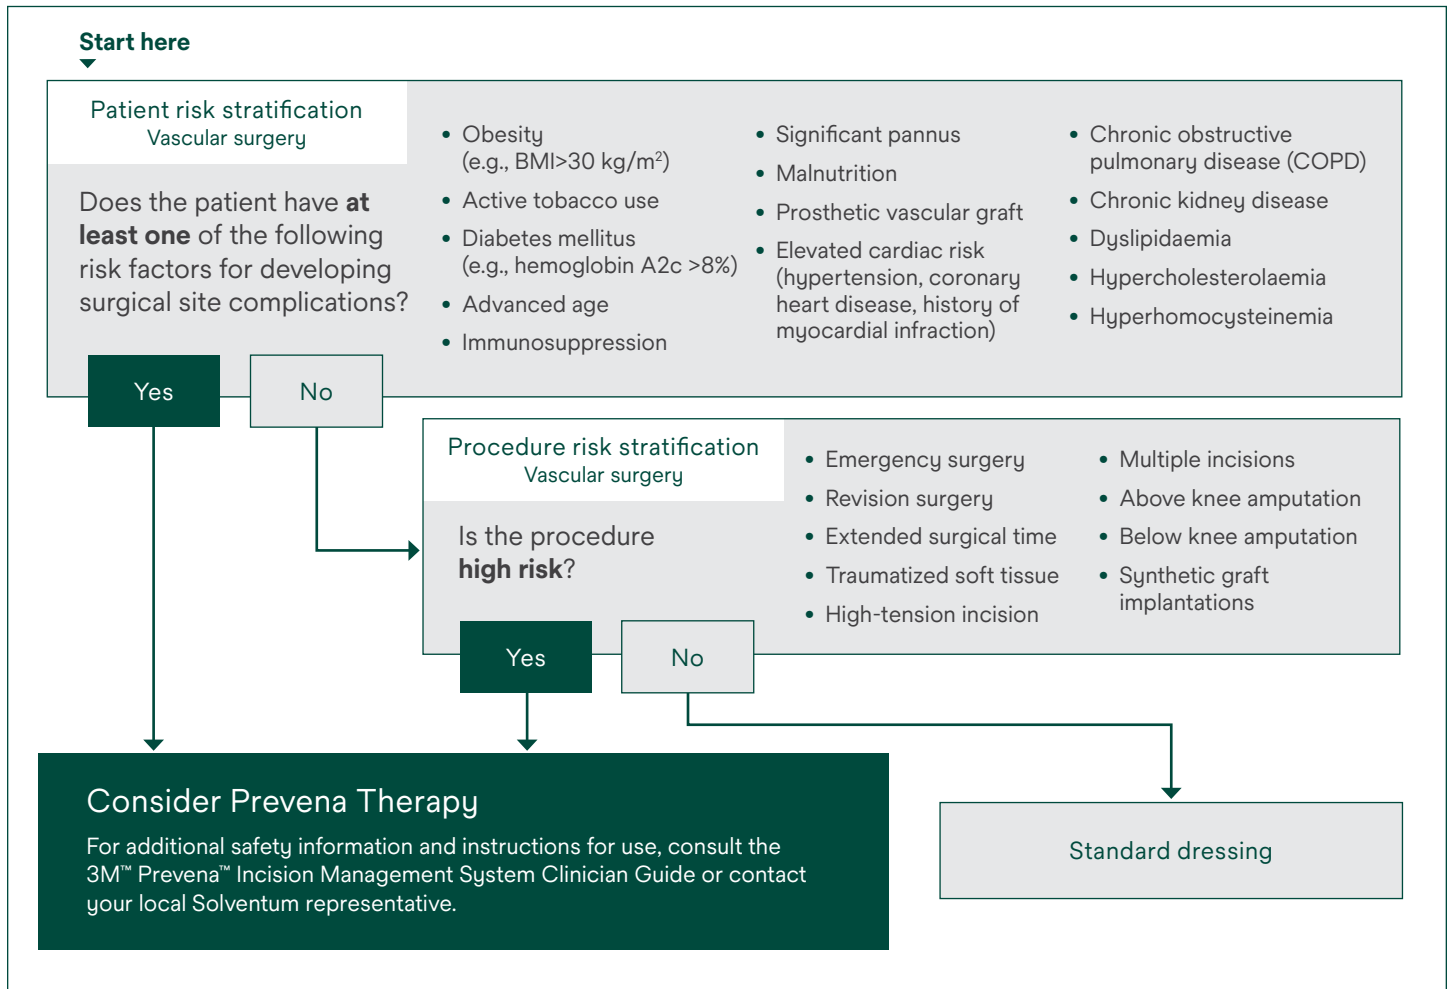 Start here
Patient risk stratification
Vascular surgery
Does the patient have at
least one of the following
risk factors for developing
surgical site complications?
• Obesity
(e.g., BMI>30 kg/m²)
• Active tobacco use
• Diabetes mellitus
(e.g., hemoglobin A2c >8%)
• Advanced age
• Immunosuppression
• Significant pannus
• Malnutrition
• Prosthetic vascular graft
• Elevated cardiac risk
(hypertension, coronary
heart disease, history of
myocardial infraction)
• Chronic obstructive
pulmonary disease (COPD)
• Chronic kidney disease
• Dyslipidaemia
• Hypercholesterolaemia
• Hyperhomocysteinemia
Yes
No
Procedure risk stratification
Vascular surgery
Is the procedure
high risk?
• Emergency surgery
• Revision surgery
• Extended surgical time
• Traumatized soft tissue
• High-tension incision
• Multiple incisions
• Above knee amputation
• Below knee amputation
• Synthetic graft
implantations
Yes
No
Consider Prevena Therapy
For additional safety information and instructions for use, consult the
3M™ Prevena™ Incision Management System Clinician Guide or contact
your local Solventum representative.
Standard dressing